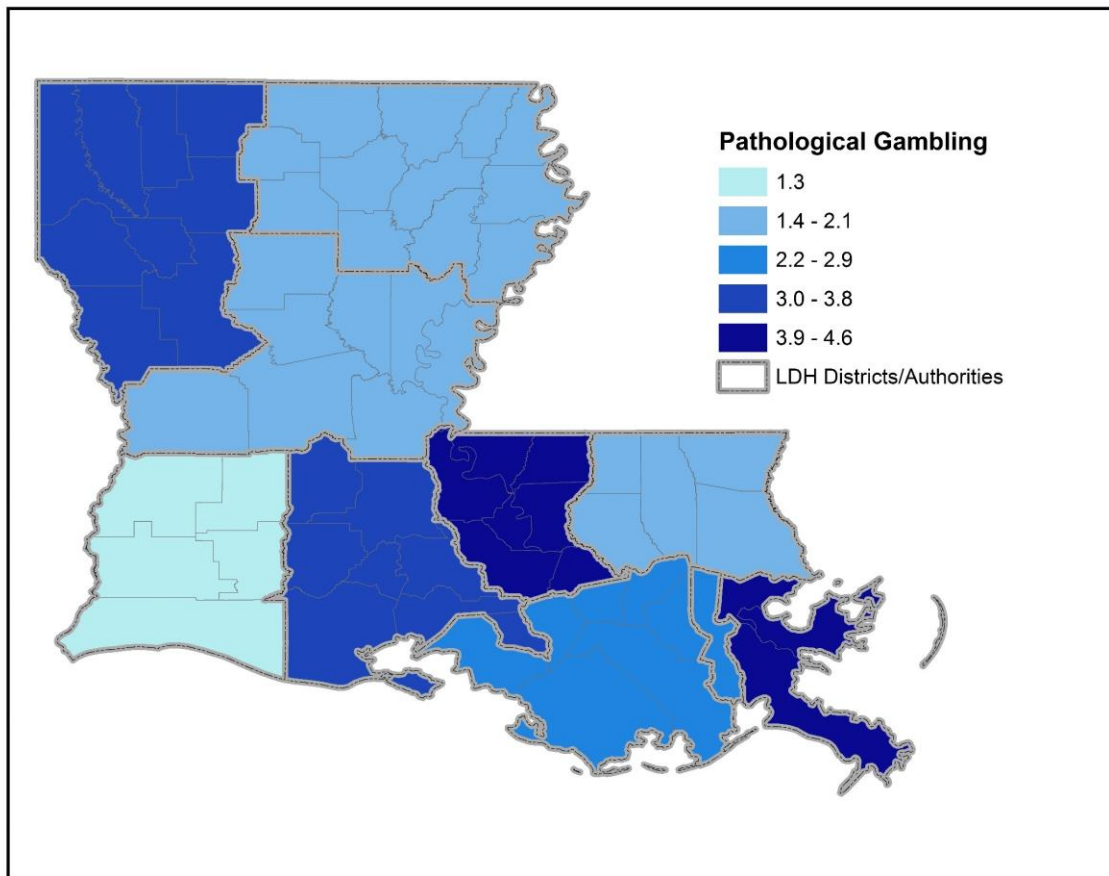 Pathological Gambling
1.3
1.4 - 2.1
2.2 - 2.9
3.0 - 3.8
3.9 - 4.6
LDH Districts/Authorities